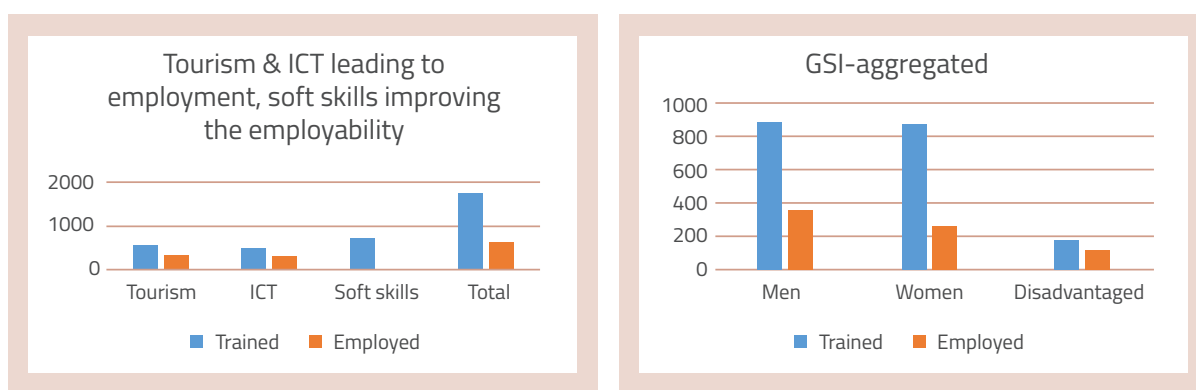 Tourism & ICT leading to
employment, soft skills improving
the employability
2000
1000
0
Tourism ICT Soft skills Total
Trained Employed
GSI-aggregated
1000
800
600
400
200
0
Men Women Disadvantaged
Trained Employed